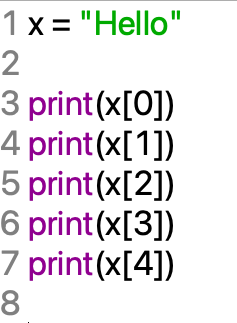 1 x = "Hello"
2
3 print(x[0])
4 print(x[1])
5 print(x[2])
6 print(x[3])
7 print(x[4])
8